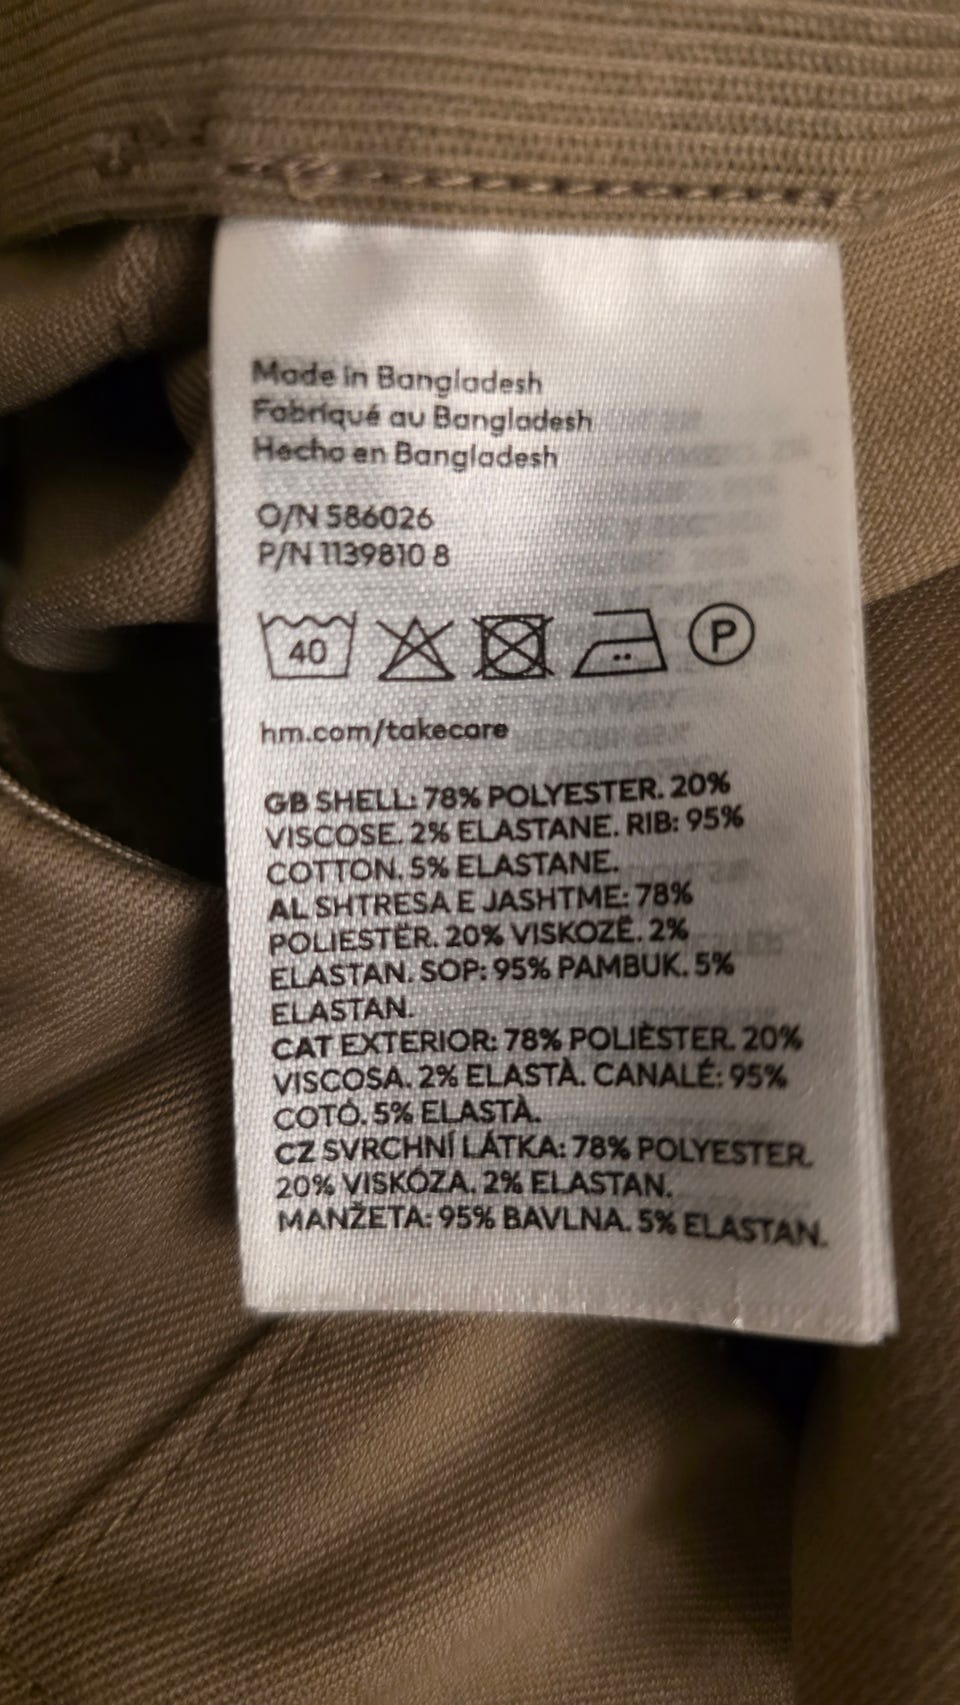 Made in Bangladesh
Fabriqué au Bangladesh
Hecho en Bangladesh
O/N 586026
P/N 1139810 8
40 P
hm.com/takecare
GB SHELL: 78% POLYESTER. 20%
VISCOSE. 2% ELASTANE. RIB: 95%
COTTON. 5% ELASTANE.
AL SHTRESA E JASHTME: 78%
POLIESTËR. 20% VISKOZË. 2%
ELASTAN. SOP: 95% PAMBUK. 5%
ELASTAN.
CAT EXTERIOR: 78% POLIÈSTER. 20%
VISCOSA. 2% ELASTÀ. CANALÉ: 95%
COTÓ. 5% ELASTÀ.
CZ SVRCHNÍ LÁTKA: 78% POLYESTER.
20% VISKÓZA. 2% ELASTAN.
MANŽETA: 95% BAVLNA. 5% ELASTAN.